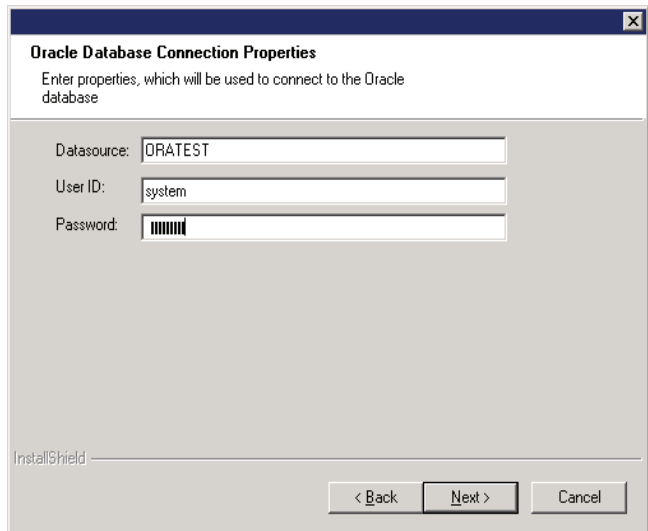 Oracle Database Connection Properties
Enter properties, which will be used to connect to the Oracle
database
Datasource: ORATEST
User ID: system
Password:
InstallShield
< Back Next > Cancel